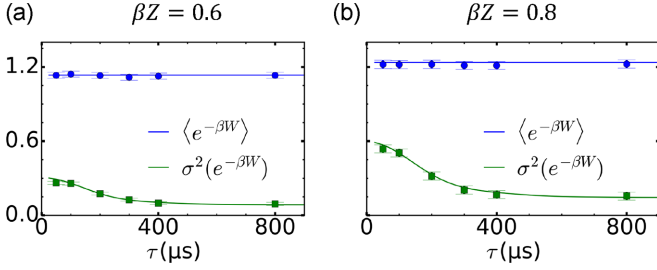 (a) βZ = 0.6
1.2
0.6
0.0
⟨e^{-βW}⟩
σ²(e^{-βW})
0 400 800
τ(μs)
(b) βZ = 0.8
⟨e^{-βW}⟩
σ²(e^{-βW})
0 400 800
τ(μs)